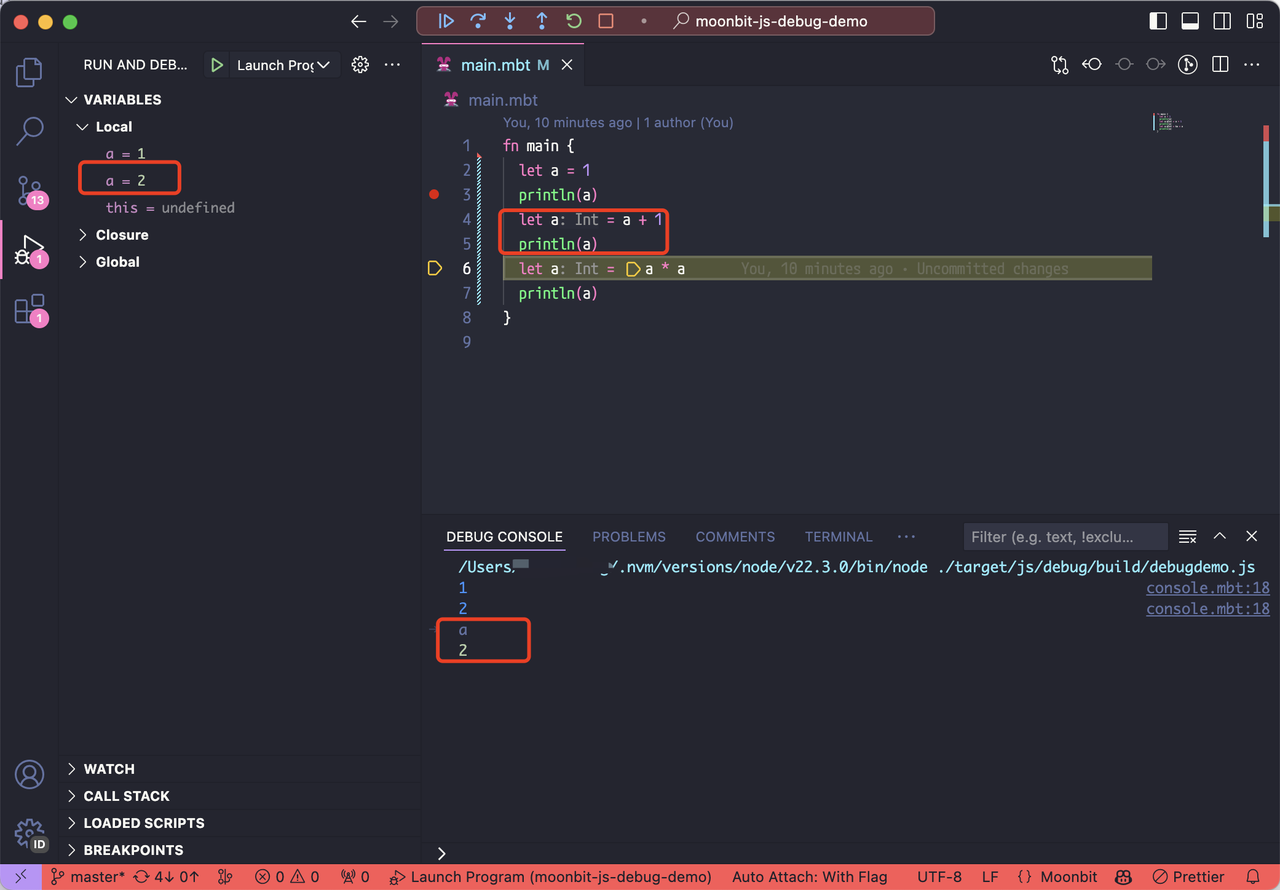 moonbit-js-debug-demo
RUN AND DEB...
Launch Prog
main.mbt M
VARIABLES
Local
a = 1
a = 2
this = undefined
Closure
Global
13
1
1
main.mbt
You, 10 minutes ago | 1 author (You)
1 fn main {
2 let a = 1
3 println(a)
4 let a: Int = a + 1
5 println(a)
6 let a: Int = a * a You, 10 minutes ago • Uncommitted changes
7 println(a)
8 }
9
DEBUG CONSOLE PROBLEMS COMMENTS TERMINAL ··· Filter (e.g. text, !exclu...
/Users/ /.nvm/versions/node/v22.3.0/bin/node ./target/js/debug/build/debugdemo.js
1 console.mbt:18
2 console.mbt:18
a
2
WATCH
CALL STACK
LOADED SCRIPTS
BREAKPOINTS
ID
master* 4↓ 0↑ 0 0 0 Launch Program (moonbit-js-debug-demo) Auto Attach: With Flag UTF-8 LF {} Moonbit Prettier